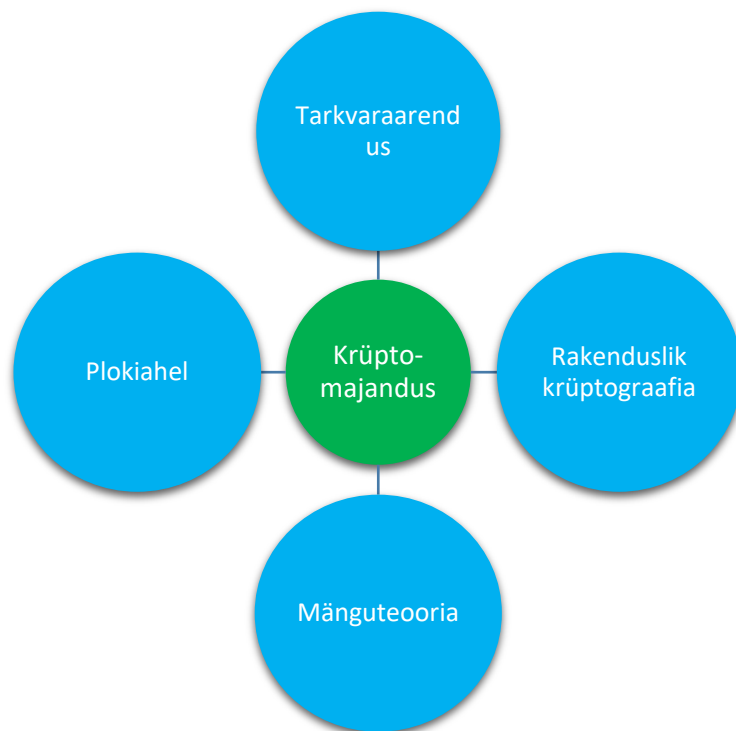 Tarkvaraarend
us
Plokiahel
Krüpto-
majandus
Rakenduslik
krüptograafia
Mänguteooria